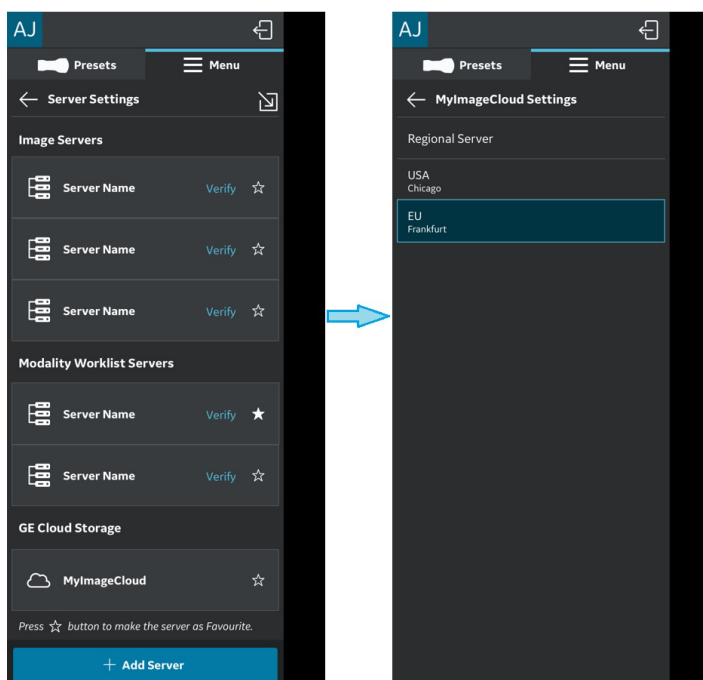 AJ
Presets
Menu
Server Settings
Image Servers
Server Name Verify
Server Name Verify
Server Name Verify
Modality Worklist Servers
Server Name Verify
Server Name Verify
GE Cloud Storage
MyImageCloud
Press ☆ button to make the server as Favourite.
+ Add Server
AJ
Presets
Menu
MyImageCloud Settings
Regional Server
USA
Chicago
EU
Frankfurt